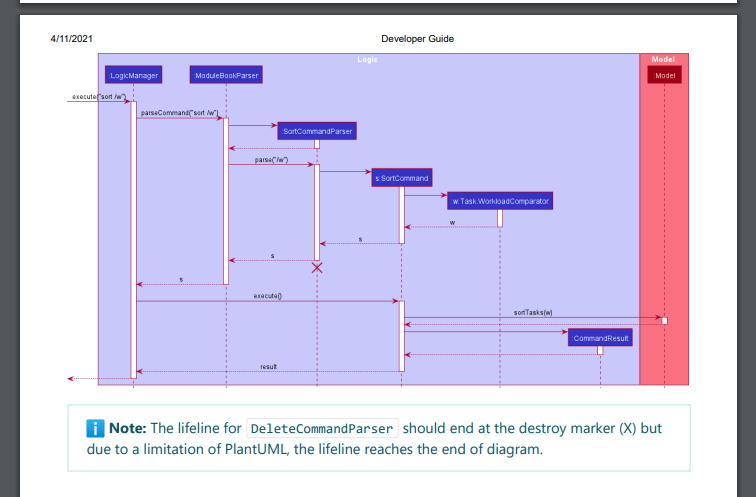 4/11/2021 Developer Guide
Logic Model
:LogicManager :ModuleBookParser :Model
execute("sort /w")
parseCommand("sort /w")
:SortCommandParser
parse("/w")
s:SortCommand
w:Task.WorkloadComparator
w
s
s
s
execute()
sortTasks(w)
:CommandResult
result
i Note: The lifeline for DeleteCommandParser should end at the destroy marker (X) but
due to a limitation of PlantUML, the lifeline reaches the end of diagram.